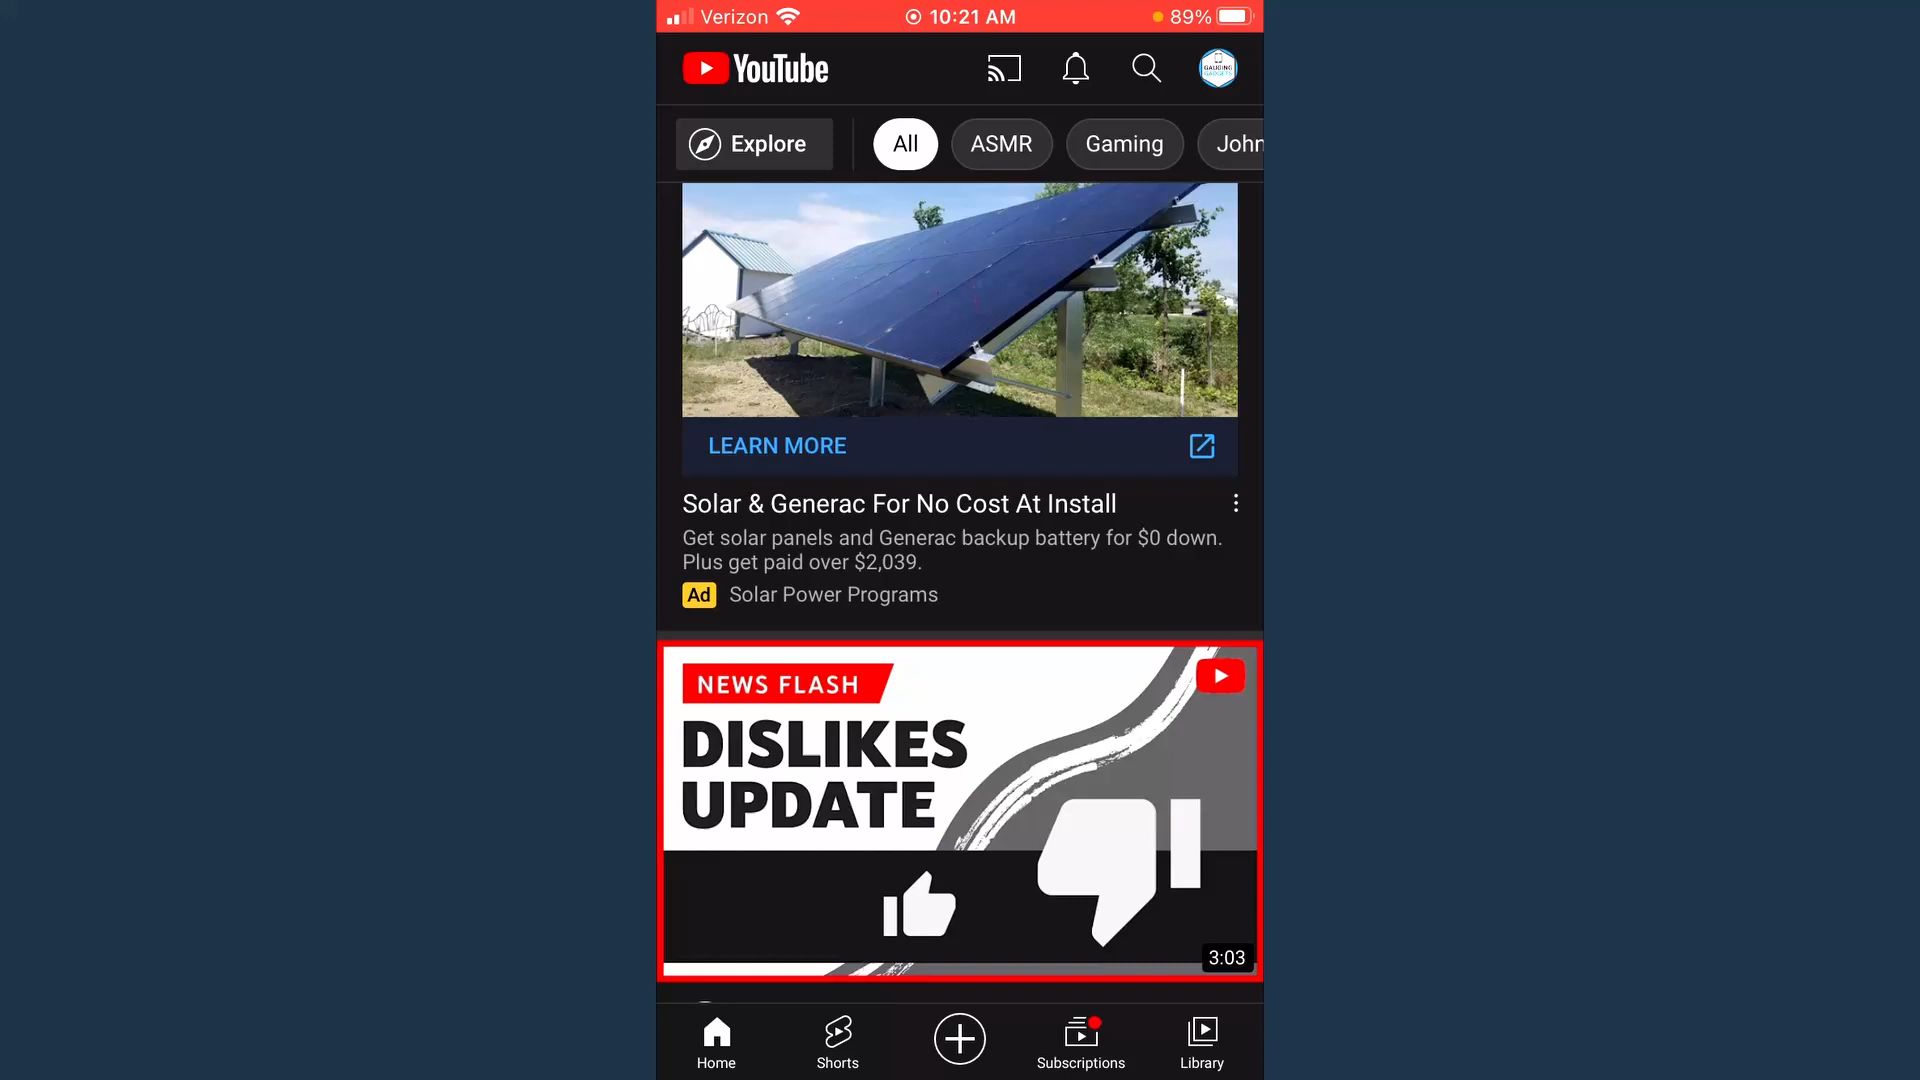 Verizon 10:21 AM 89%
YouTube
GAUGING GADGETS
Explore All ASMR Gaming John
LEARN MORE
Solar & Generac For No Cost At Install
Get solar panels and Generac backup battery for $0 down.
Plus get paid over $2,039.
Ad Solar Power Programs
NEWS FLASH
DISLIKES
UPDATE
3:03
Home Shorts Subscriptions Library